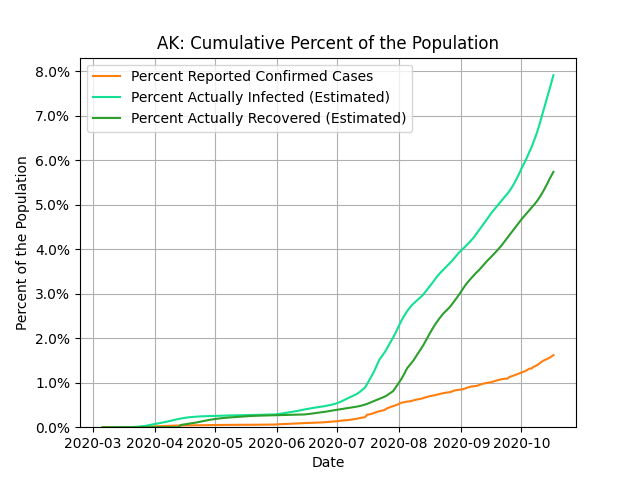 AK: Cumulative Percent of the Population
Percent Reported Confirmed Cases
Percent Actually Infected (Estimated)
Percent Actually Recovered (Estimated)
Percent of the Population
8.0%
7.0%
6.0%
5.0%
4.0%
3.0%
2.0%
1.0%
0.0%
2020-03 2020-04 2020-05 2020-06 2020-07 2020-08 2020-09 2020-10
Date